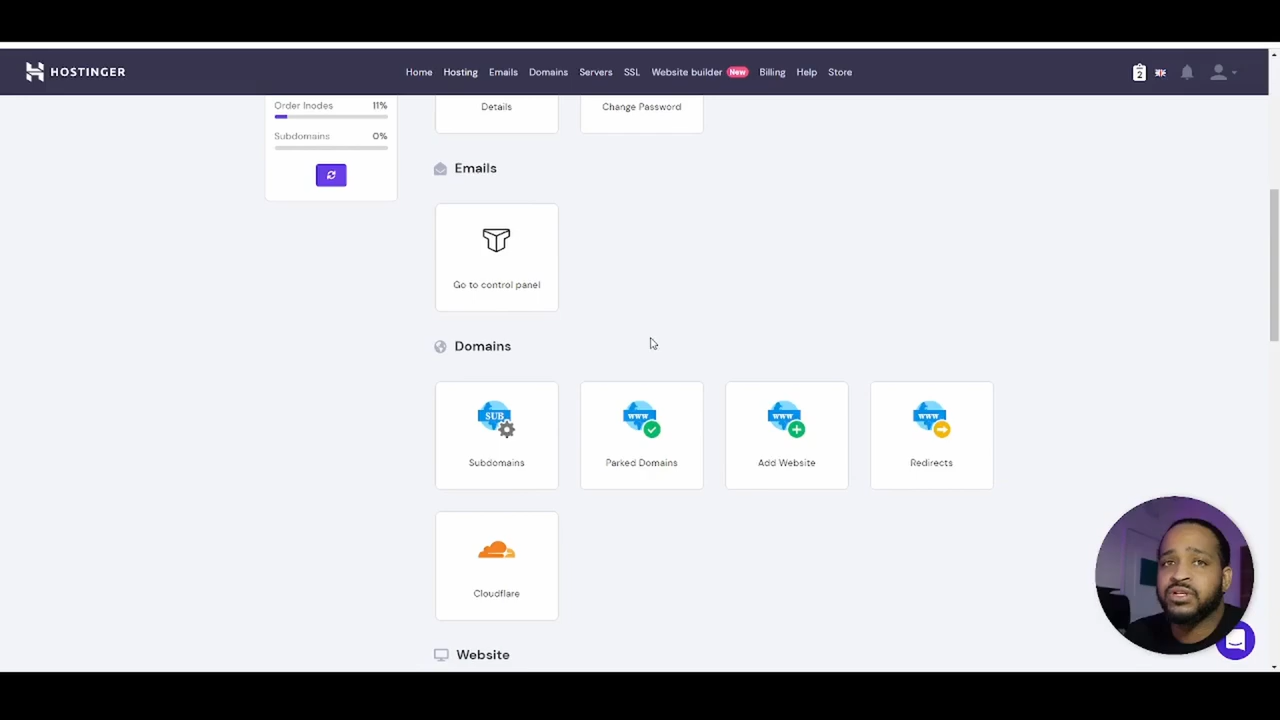 HOSTINGER
Home Hosting Emails Domains Servers SSL Website builder New Billing Help Store
2
Order Inodes 11%
Subdomains 0%
Details
Change Password
Emails
Go to control panel
Domains
SUB
Subdomains
WWW
Parked Domains
WWW
Add Website
WWW
Redirects
Cloudflare
Website